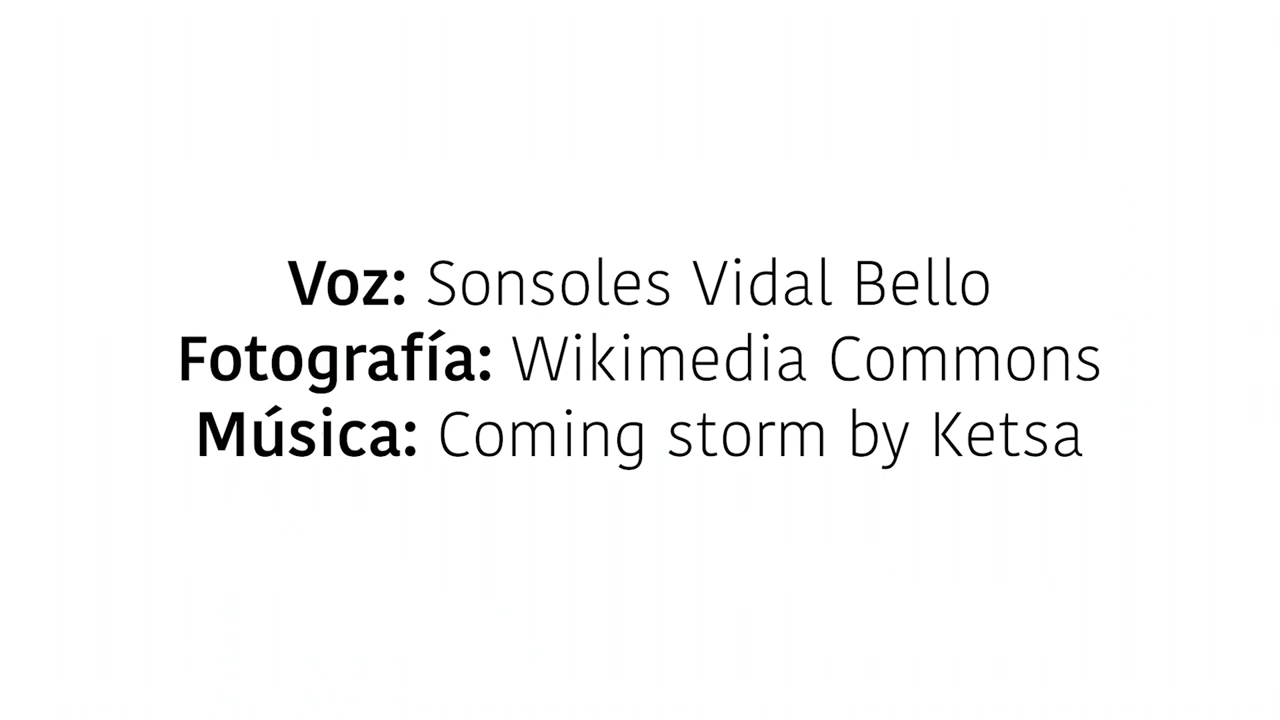 Voz: Sonsoles Vidal Bello
Fotografía: Wikimedia Commons
Música: Coming storm by Ketsa